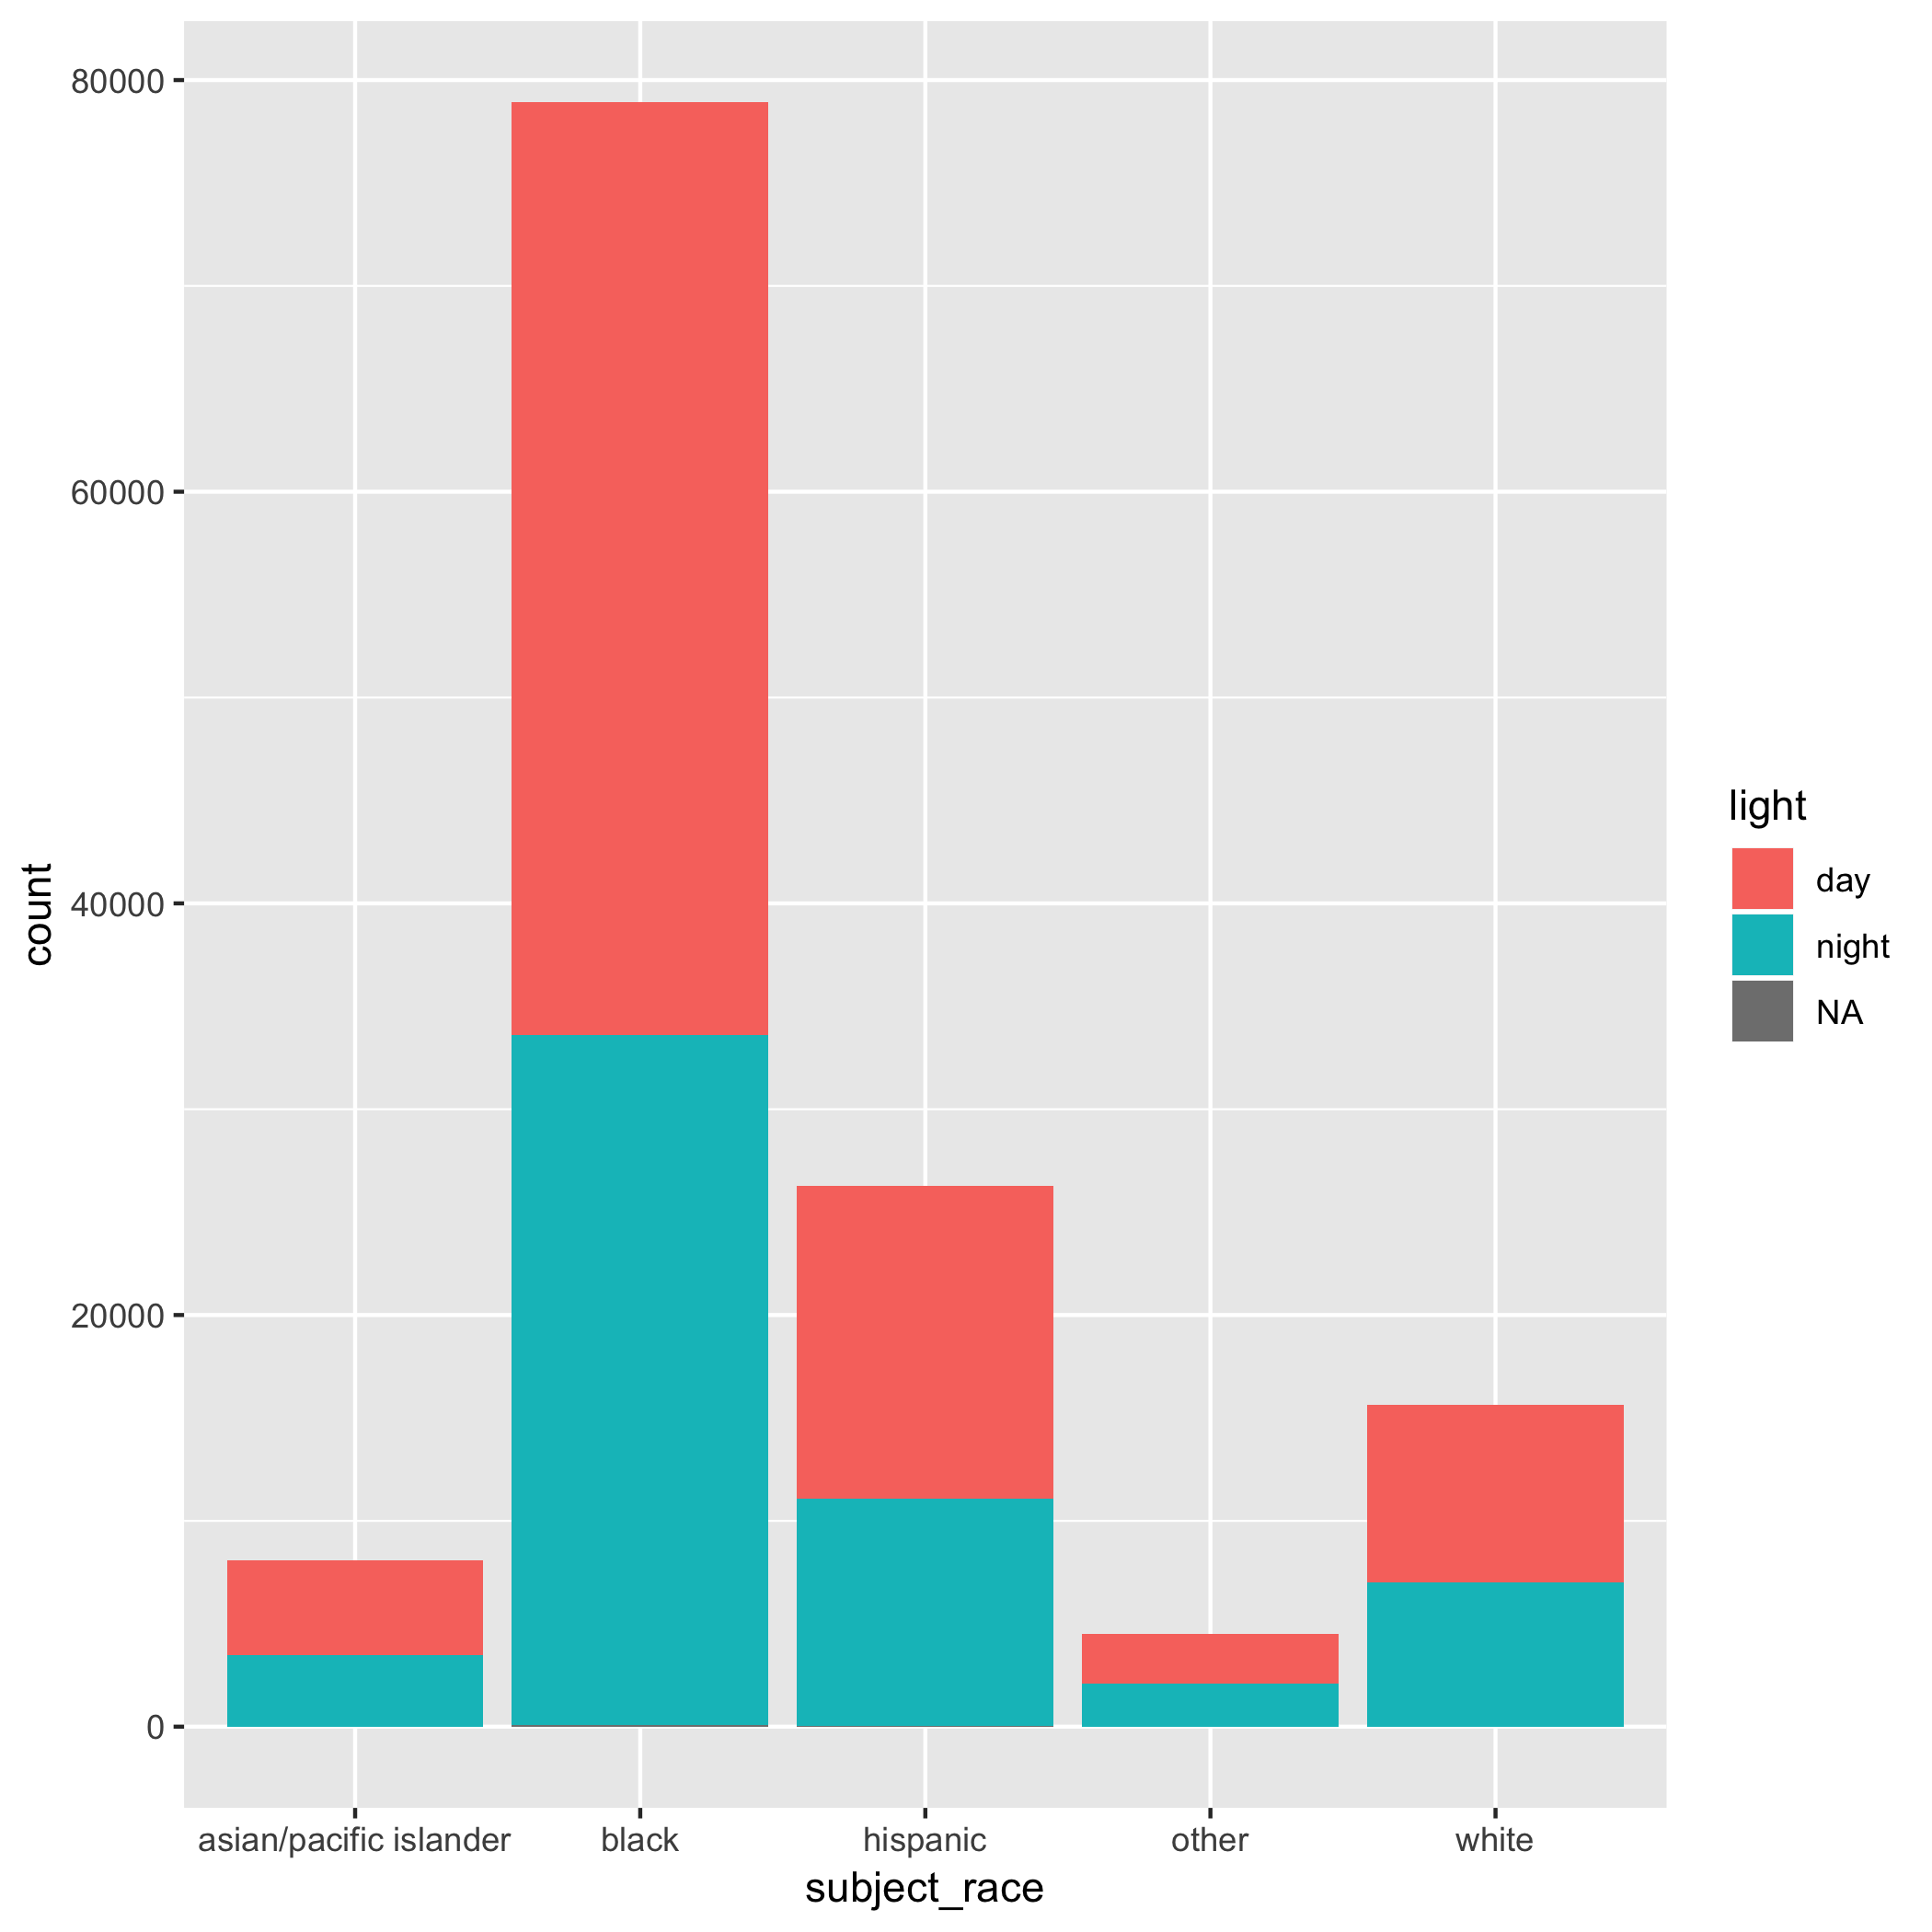 80000
60000
40000
20000
0
count
asian/pacific islander
black
hispanic
other
white
subject_race
light
day
night
NA